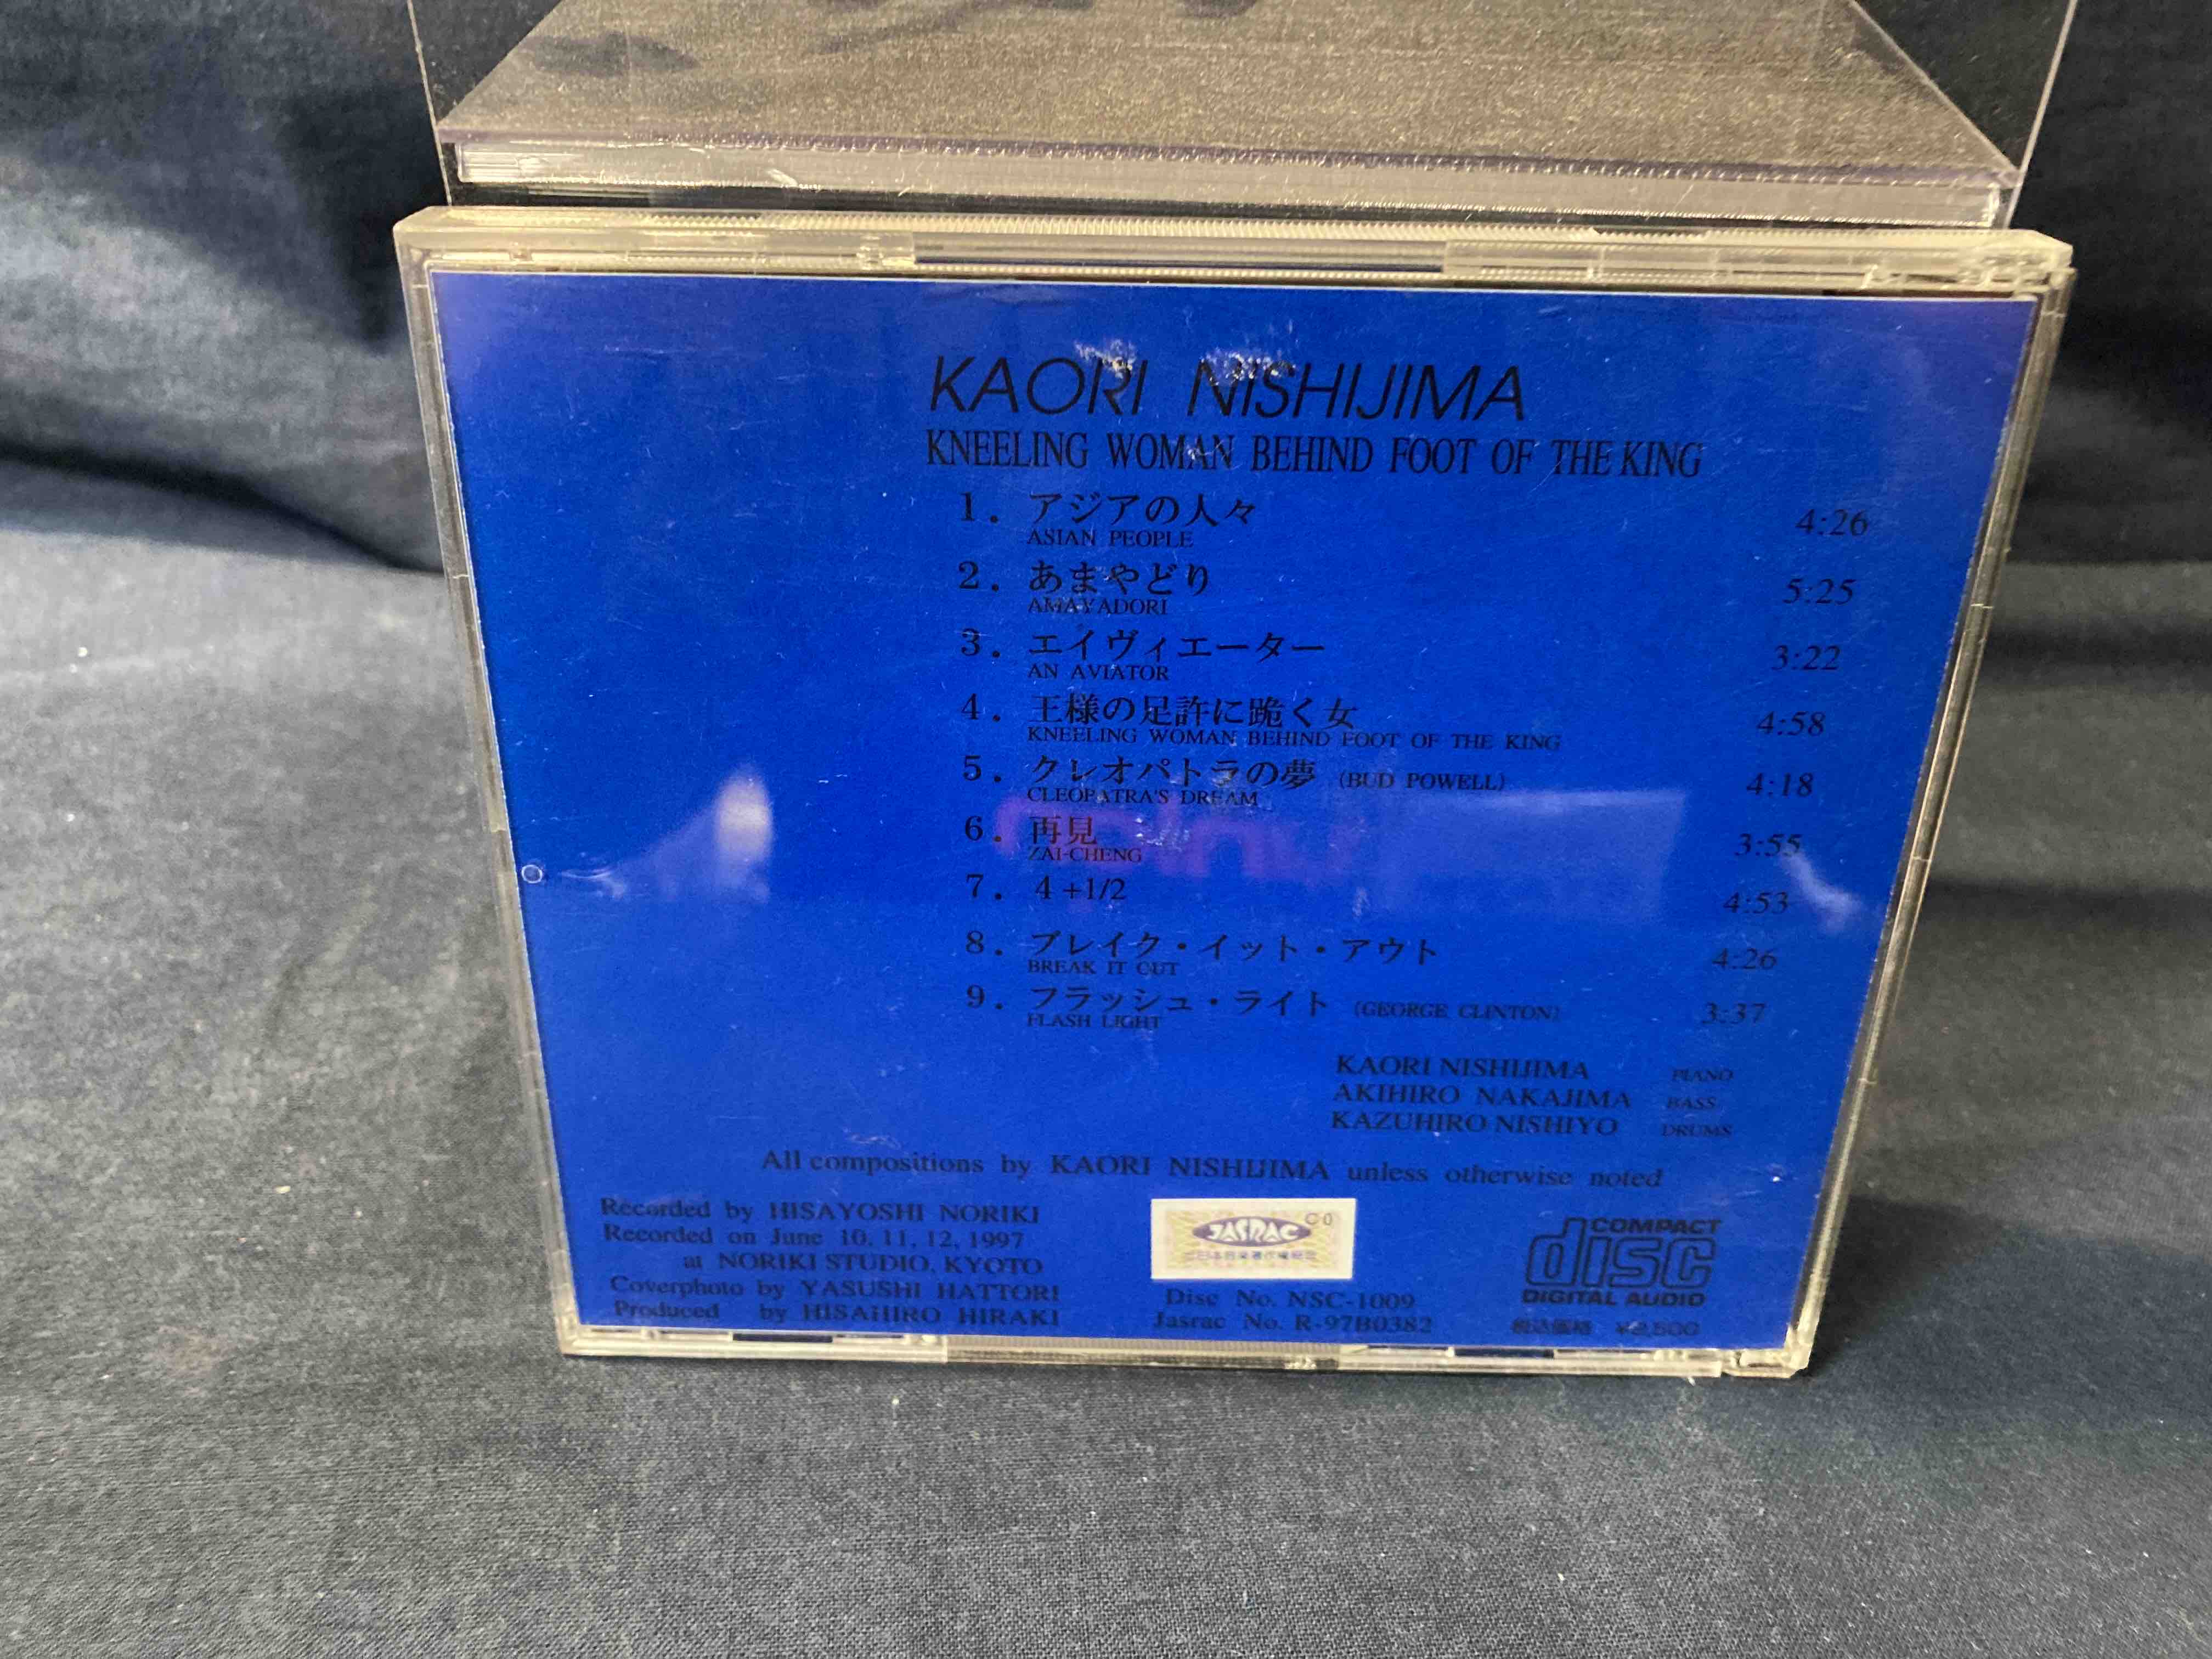 KAORI NISHIJIMA
KNEELING WOMAN BEHIND FOOT OF THE KING
1. アジアの人々 4:26
ASIAN PEOPLE
2. あまやどり 5:25
AMAYADORI
3. エイヴィエーター 3:22
AN AVIATOR
4. 王様の足許に跪く女 4:58
KNEELING WOMAN BEHIND FOOT OF THE KING
5. クレオパトラの夢 (BUD POWELL) 4:18
CLEOPATRA'S DREAM
6. 再見 3:55
ZAI-CHENG
7. 4+1/2 4:53
8. ブレイク・イット・アウト 4:26
BREAK IT OUT
9. フラッシュ・ライト (GEORGE CLINTON) 3:37
FLASH LIGHT
KAORI NISHIJIMA PIANO
AKIHIRO NAKAJIMA BASS
KAZUHIRO NISHIYO DRUMS
All compositions by KAORI NISHIJIMA unless otherwise noted
Recorded by HISAYOSHI NORIKI
Recorded on June 10, 11, 12, 1997
at NORIKI STUDIO, KYOTO
Coverphoto by YASUSHI HATTORI
Produced by HISAHIRO HIRAKI
JASRAC
Disc No. NSC-1009
Jasrac No. R-97B0382
COMPACT
disc
DIGITAL AUDIO
税込価格 ¥2,500